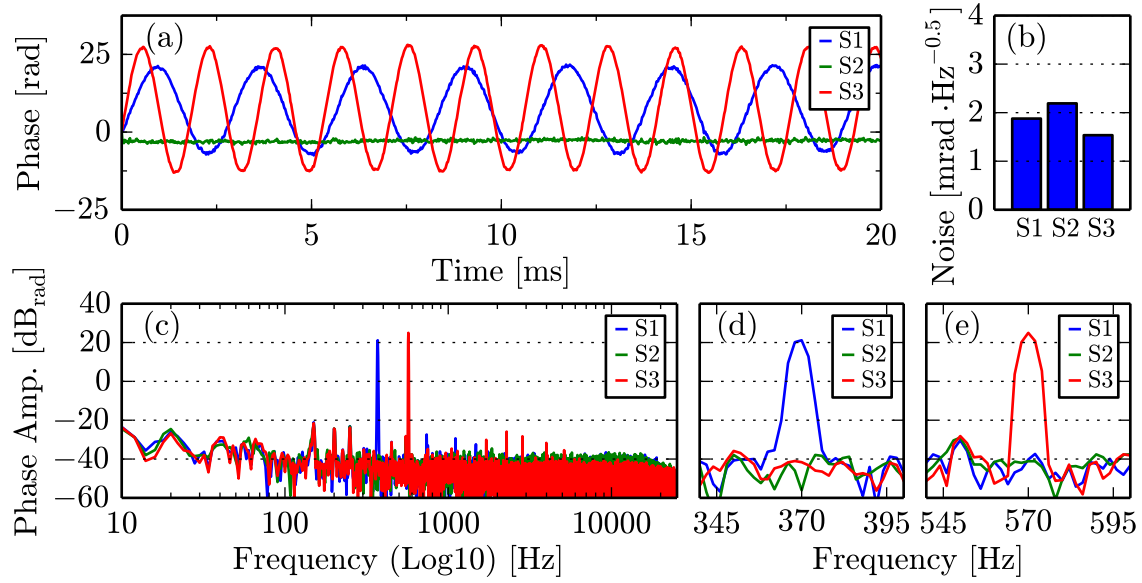 (a)
S1
S2
S3
Phase [rad]
25
0
−25
0
5
10
15
20
Time [ms]
(b)
Noise [mrad·Hz−0.5]
4
3
2
1
0
S1 S2 S3
(c)
S1
S2
S3
Phase Amp. [dBrad]
40
20
0
−20
−40
−60
10
100
1000
10000
Frequency (Log10) [Hz]
(d)
S1
S2
S3
345
370
395
(e)
S1
S2
S3
545
570
595
Frequency [Hz]